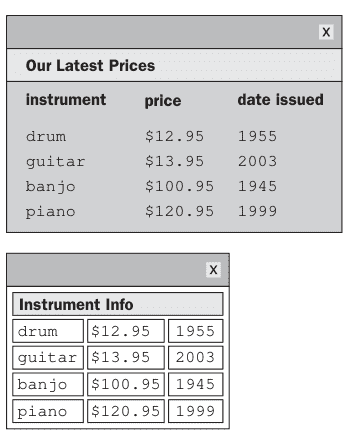 X
Our Latest Prices
instrument price date issued
drum $12.95 1955
guitar $13.95 2003
banjo $100.95 1945
piano $120.95 1999
X
Instrument Info
drum $12.95 1955
guitar $13.95 2003
banjo $100.95 1945
piano $120.95 1999